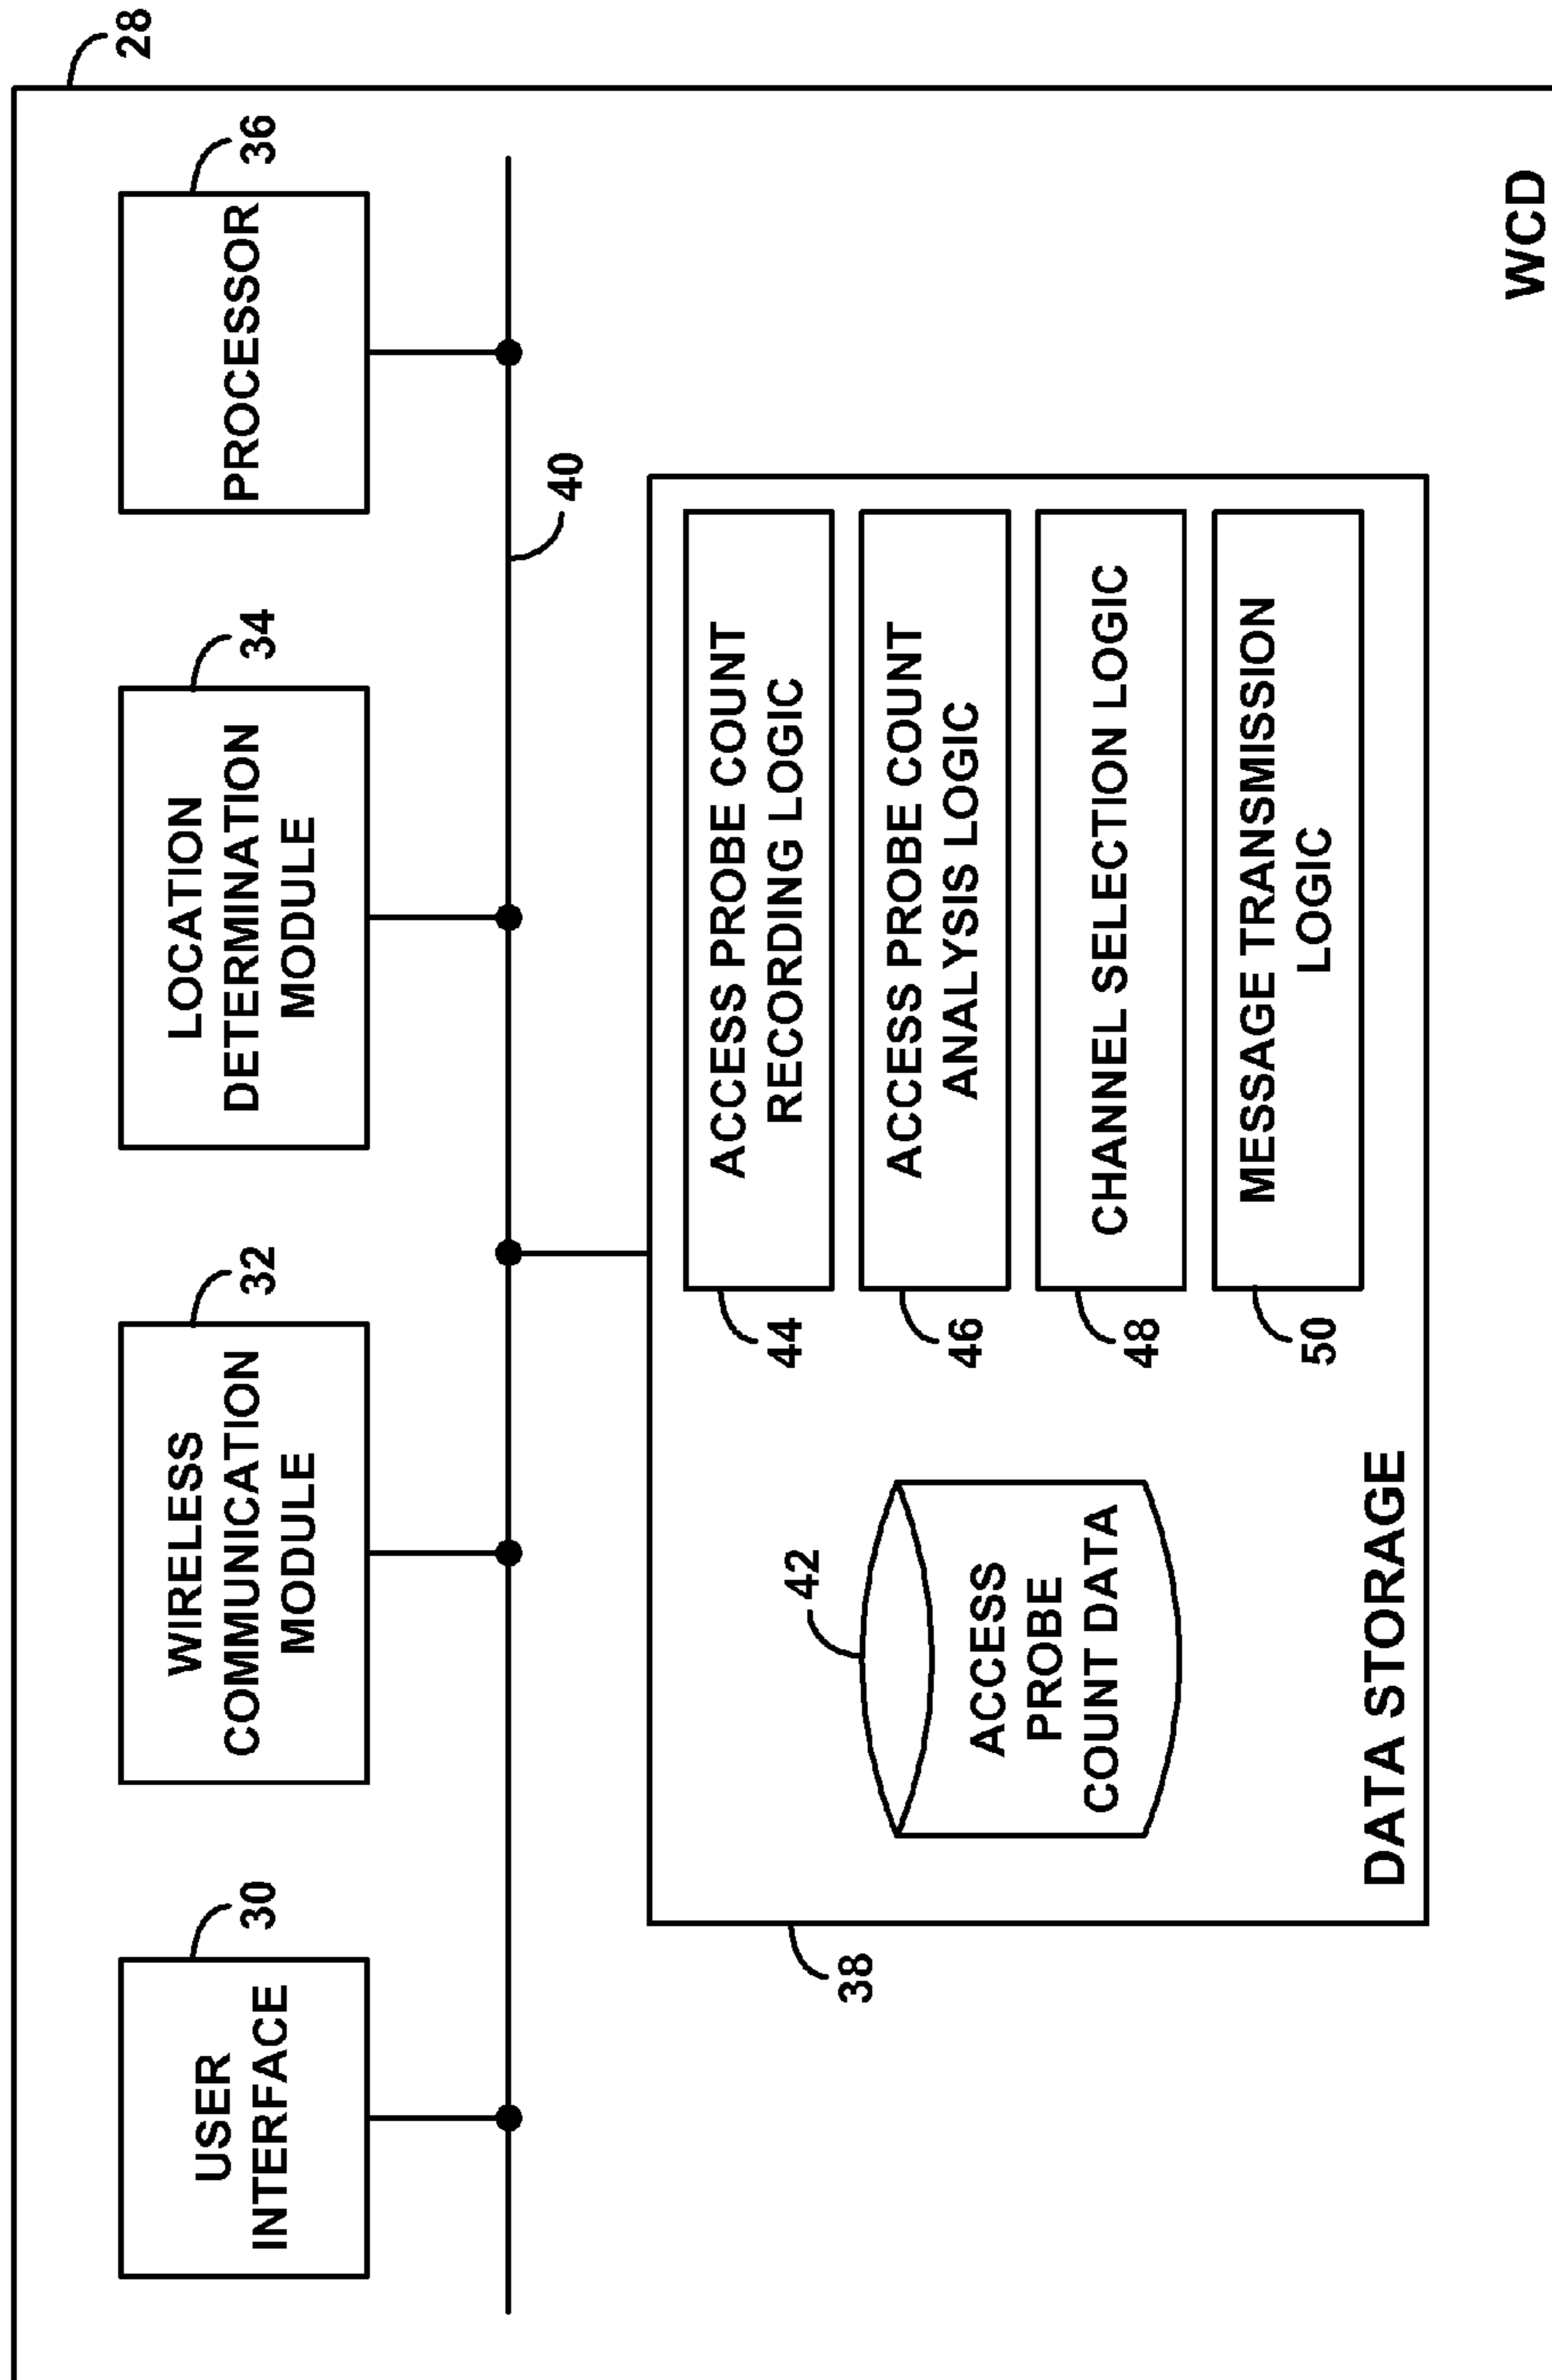 28
30
USER
INTERFACE
32
WIRELESS
COMMUNICATION
MODULE
34
LOCATION
DETERMINATION
MODULE
36
PROCESSOR
40
38
42
ACCESS
PROBE
COUNT DATA
44
ACCESS PROBE COUNT
RECORDING LOGIC
46
ACCESS PROBE COUNT
ANALYSIS LOGIC
48
CHANNEL SELECTION LOGIC
50
MESSAGE TRANSMISSION
LOGIC
DATA STORAGE
WCD